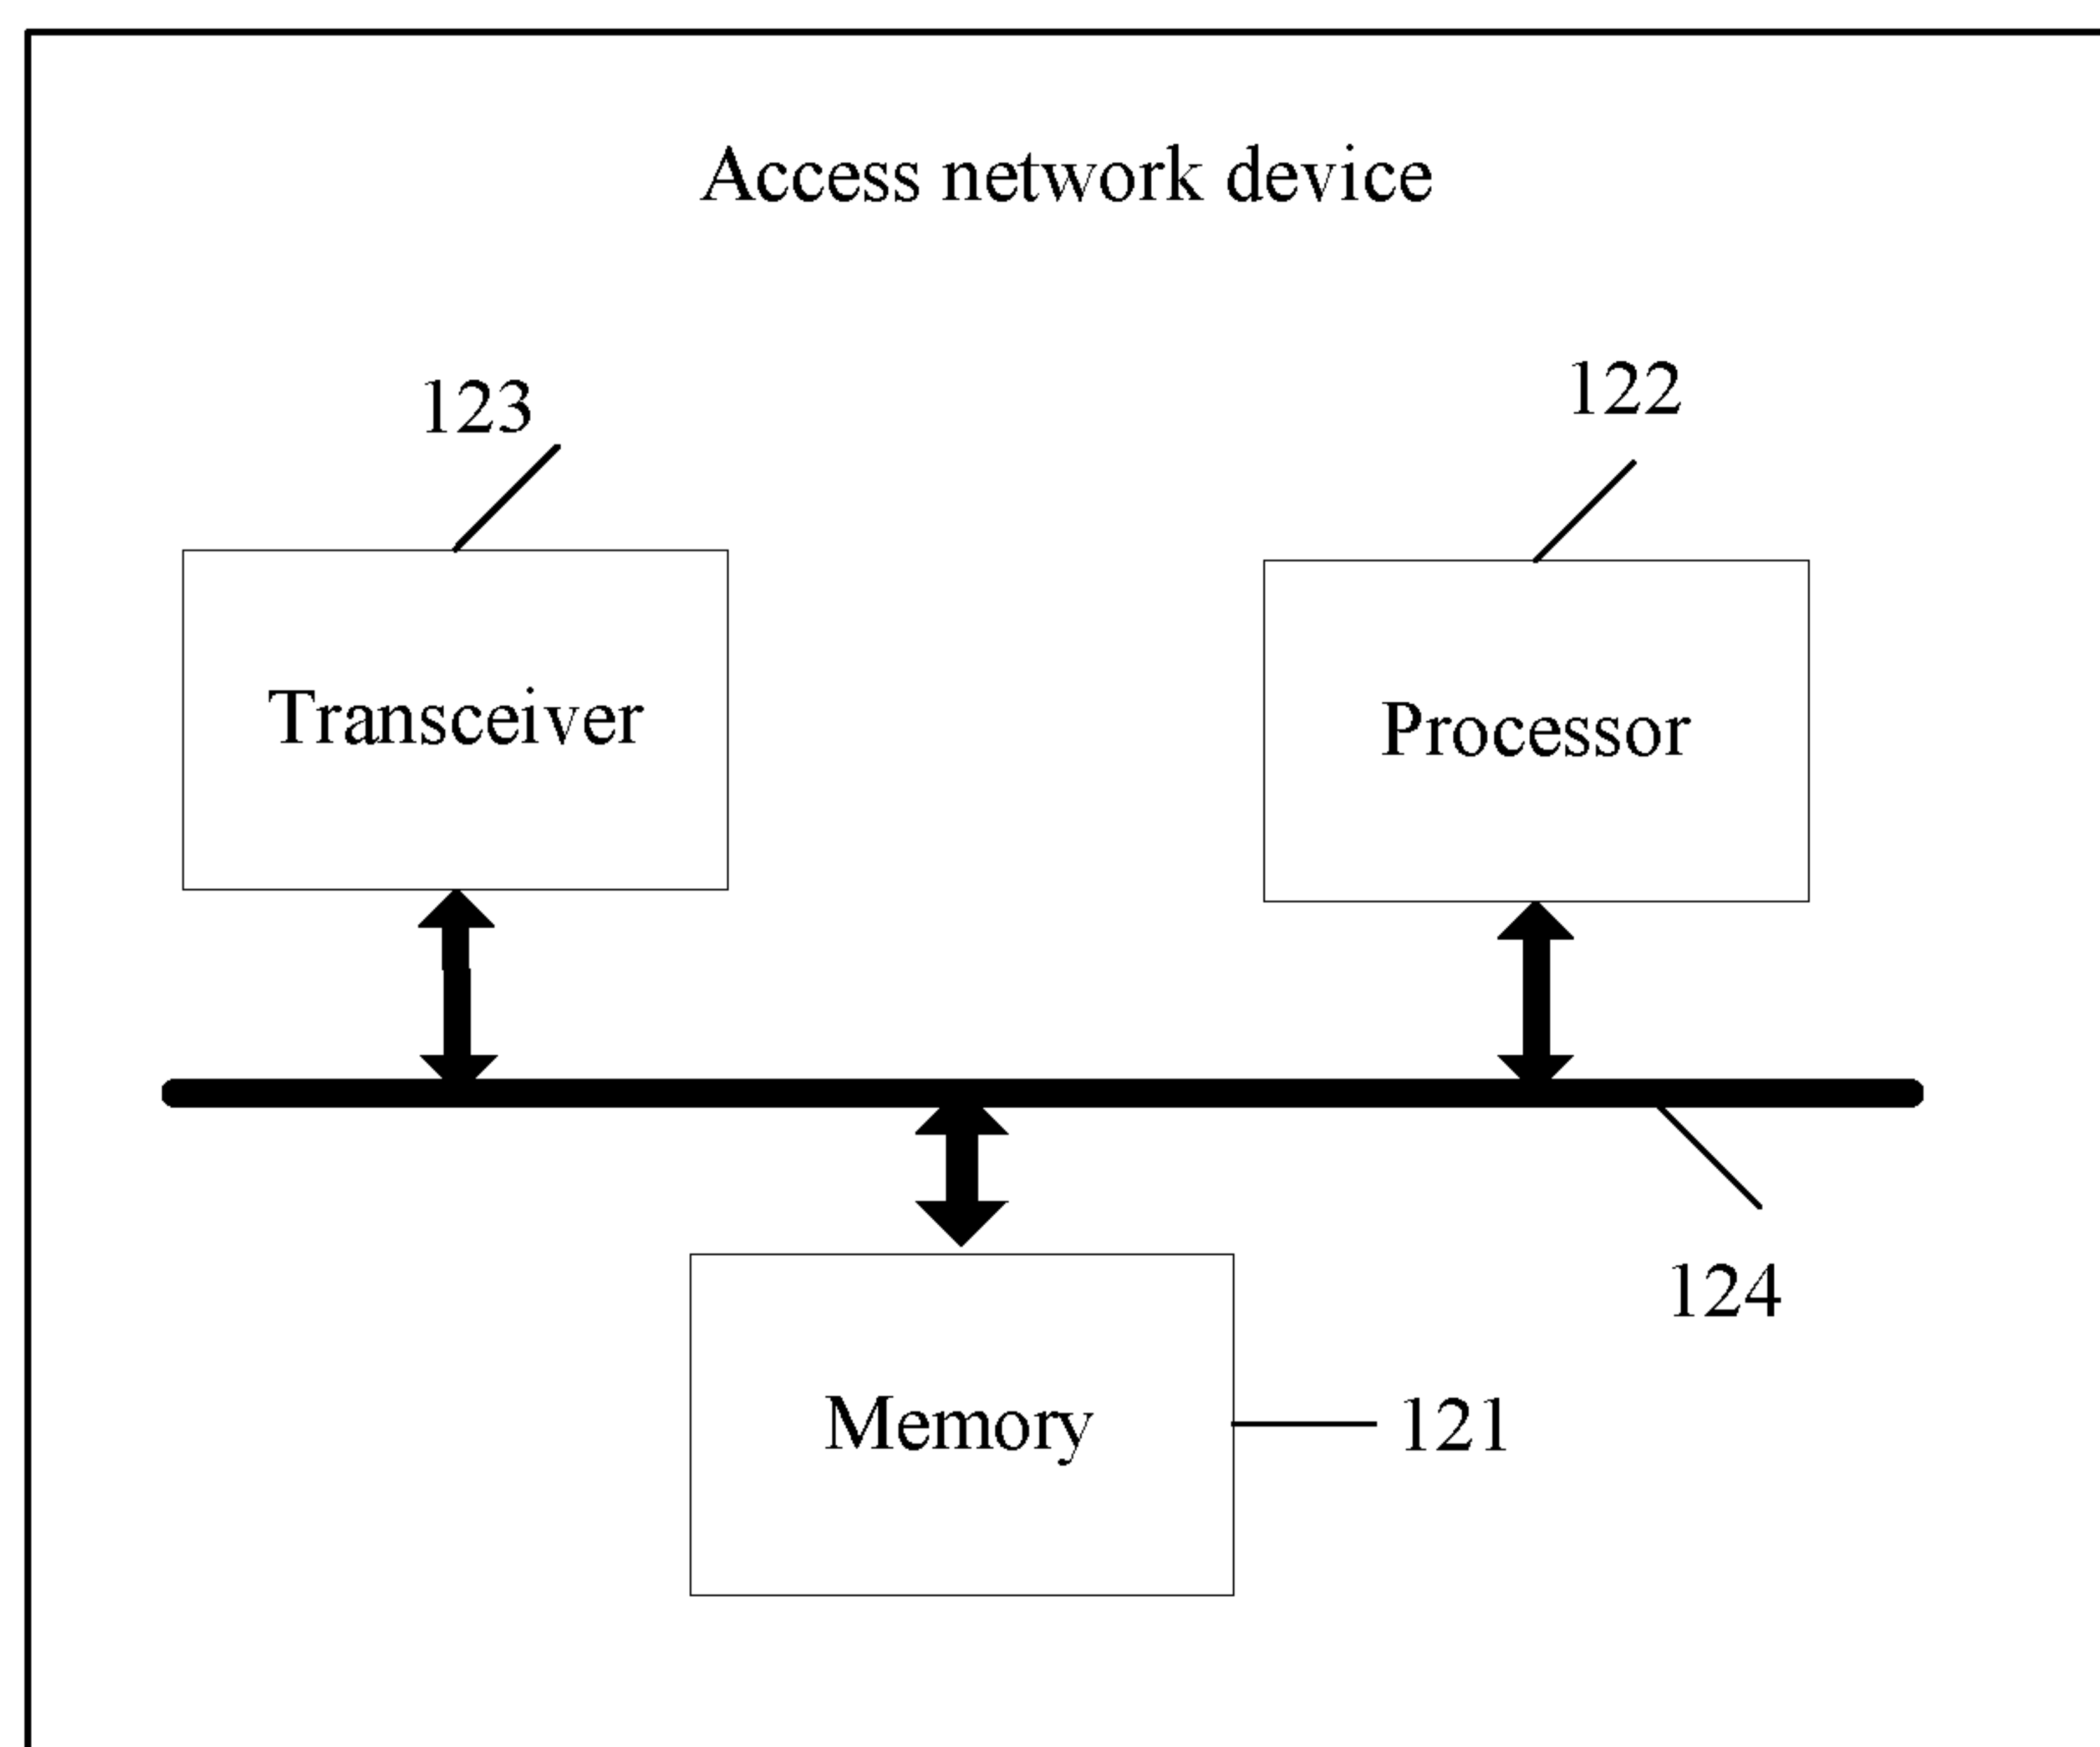 Access network device
123
122
Transceiver
Processor
124
Memory
121